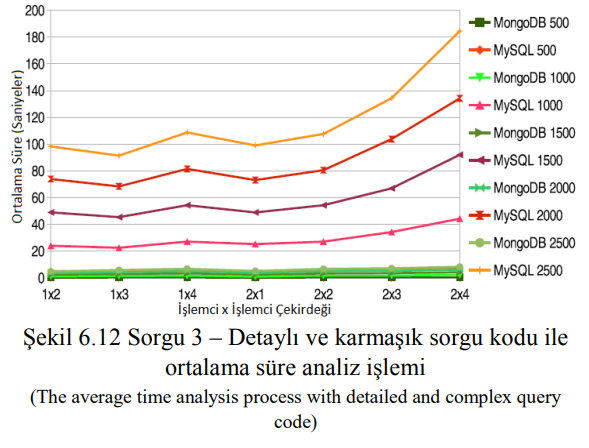 200
180
160
140
120
100
80
60
40
20
0
Ortalama Süre (Saniyeler)
1x2 1x3 1x4 2x1 2x2 2x3 2x4
İşlemci x İşlemci Çekirdeği
MongoDB 500
MySQL 500
MongoDB 1000
MySQL 1000
MongoDB 1500
MySQL 1500
MongoDB 2000
MySQL 2000
MongoDB 2500
MySQL 2500
Şekil 6.12 Sorgu 3 – Detaylı ve karmaşık sorgu kodu ile
ortalama süre analiz işlemi
(The average time analysis process with detailed and complex query
code)